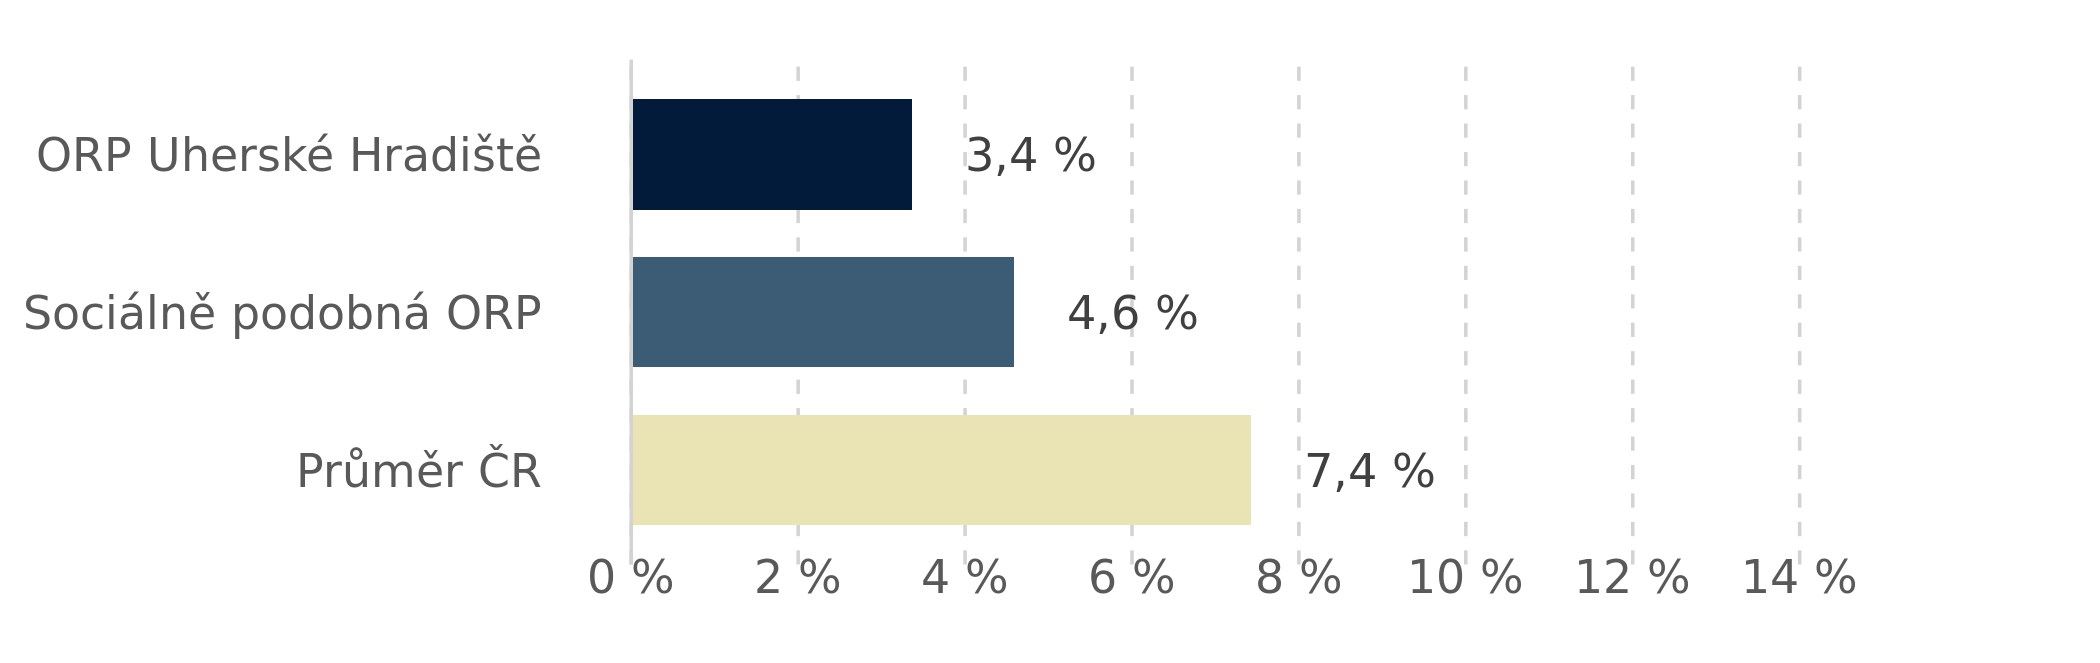 ORP Uherské Hradiště
3,4 %
Sociálně podobná ORP
4,6 %
Průměr ČR
7,4 %
0 % 2 % 4 % 6 % 8 % 10 % 12 % 14 %